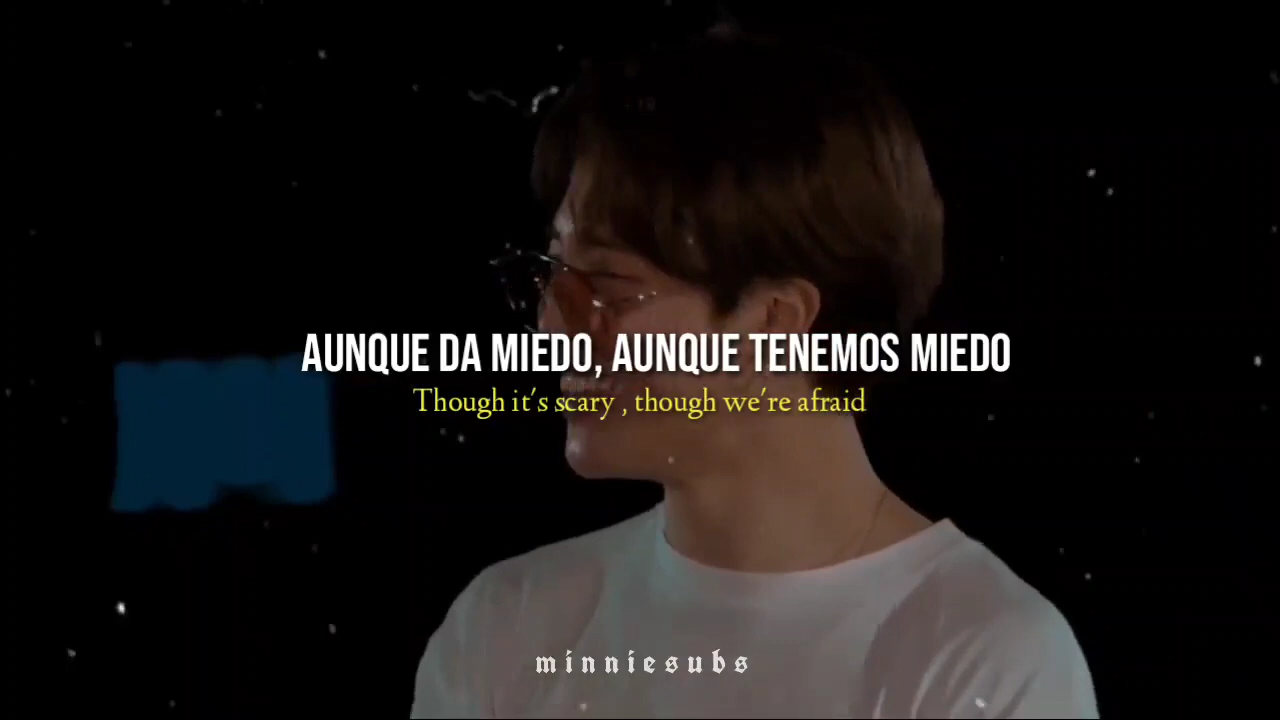 AUNQUE DA MIEDO, AUNQUE TENEMOS MIEDO
Though it's scary , though we're afraid
minniesubs